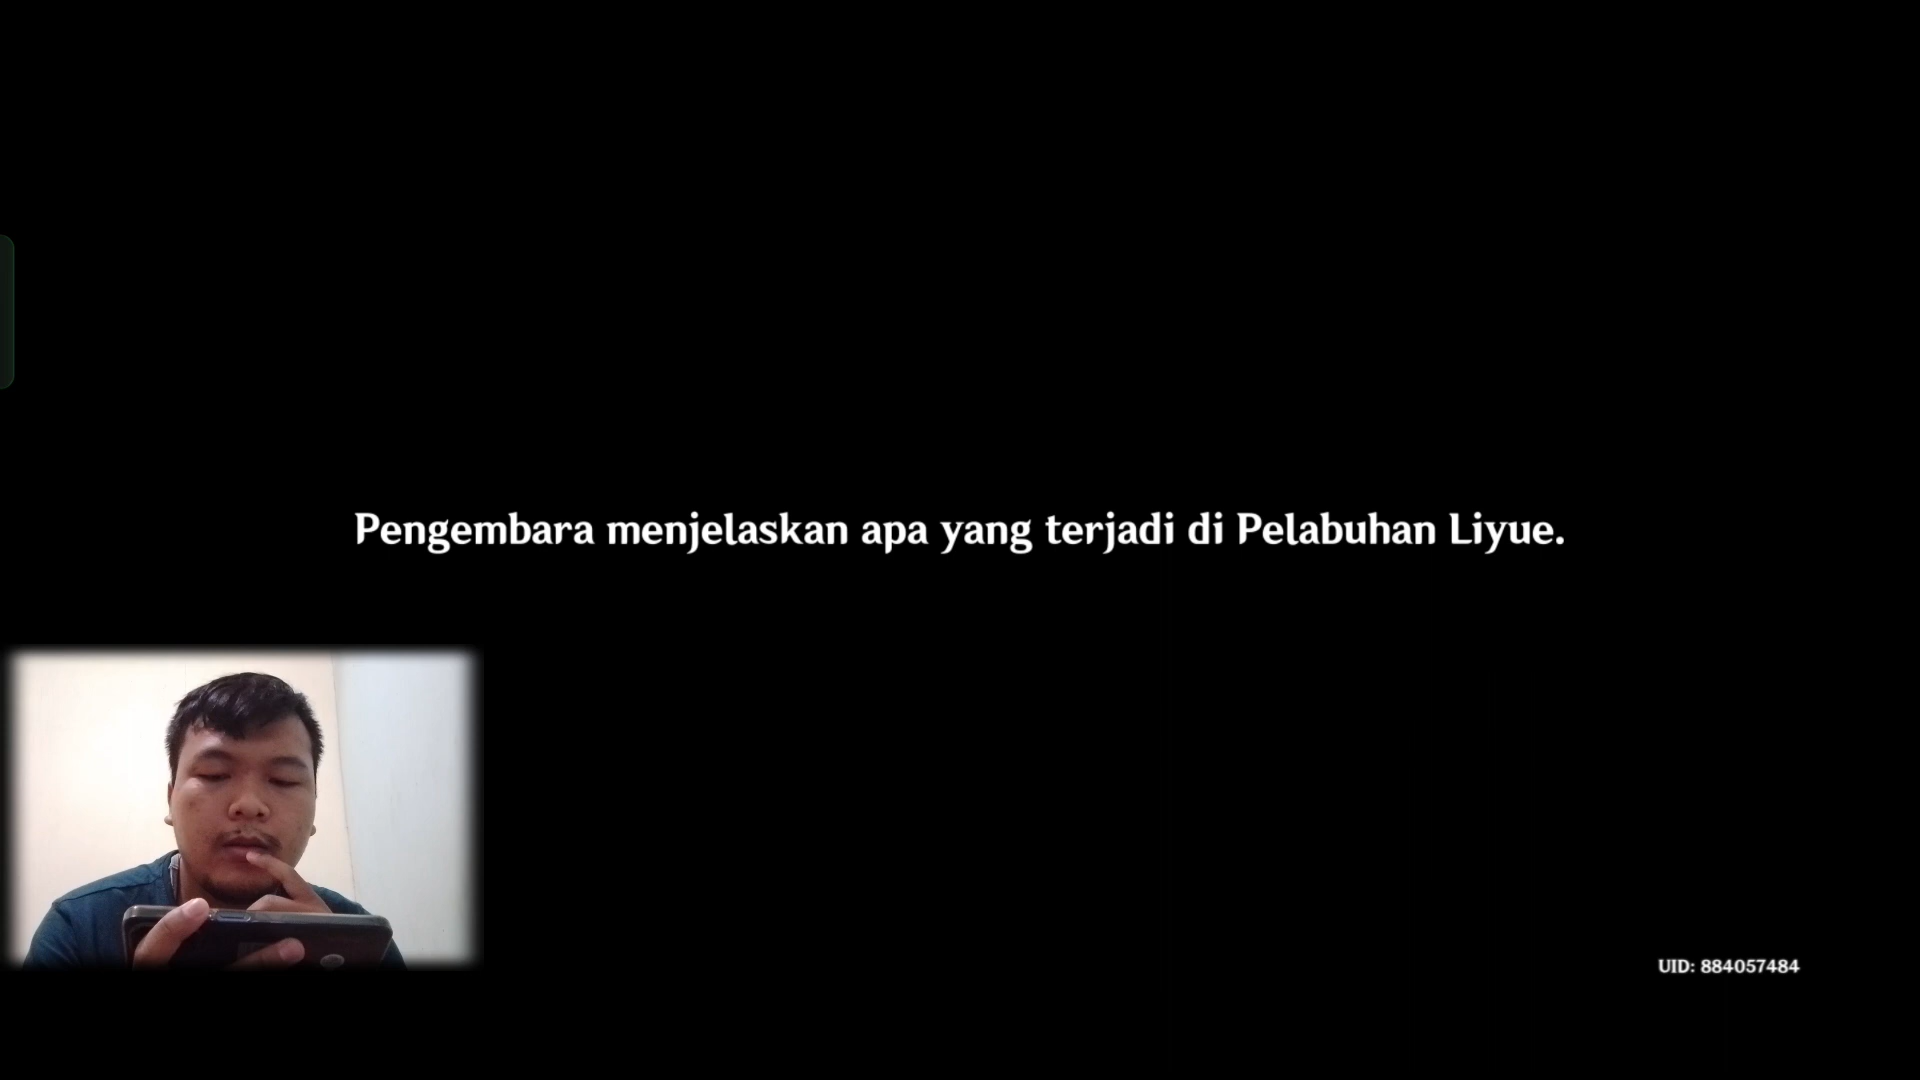 Pengembara menjelaskan apa yang terjadi di Pelabuhan Liyue.
UID: 884057484